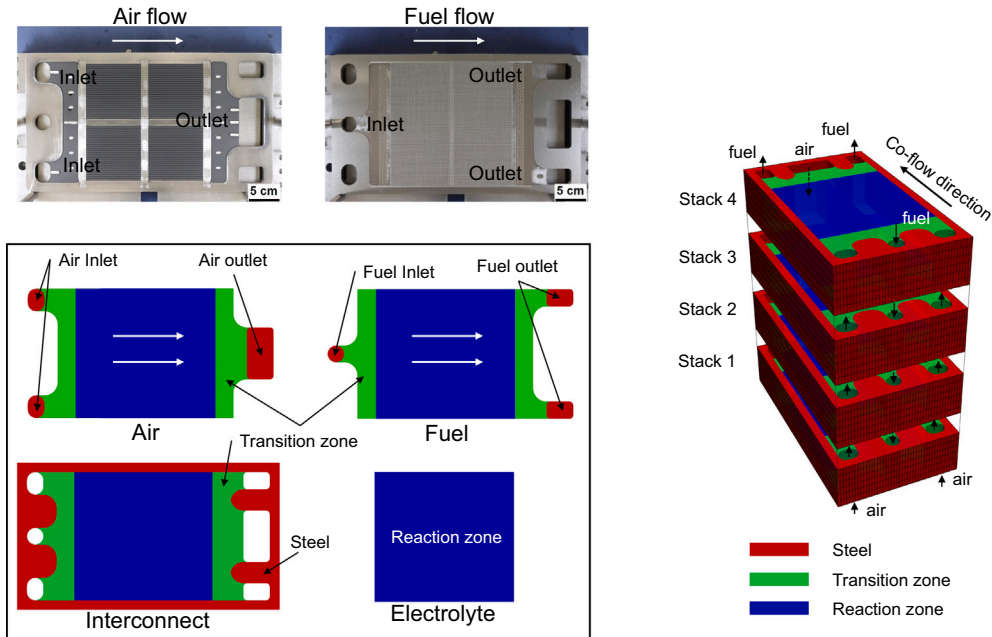 Air flow
Inlet
Outlet
Inlet
5 cm
Fuel flow
Outlet
Inlet
Outlet
5 cm
Air Inlet
Air outlet
Fuel Inlet
Fuel outlet
Air
Transition zone
Fuel
Steel
Interconnect
Reaction zone
Electrolyte
fuel
fuel
air
Co-flow direction
Stack 4
fuel
Stack 3
Stack 2
Stack 1
air
air
Steel
Transition zone
Reaction zone